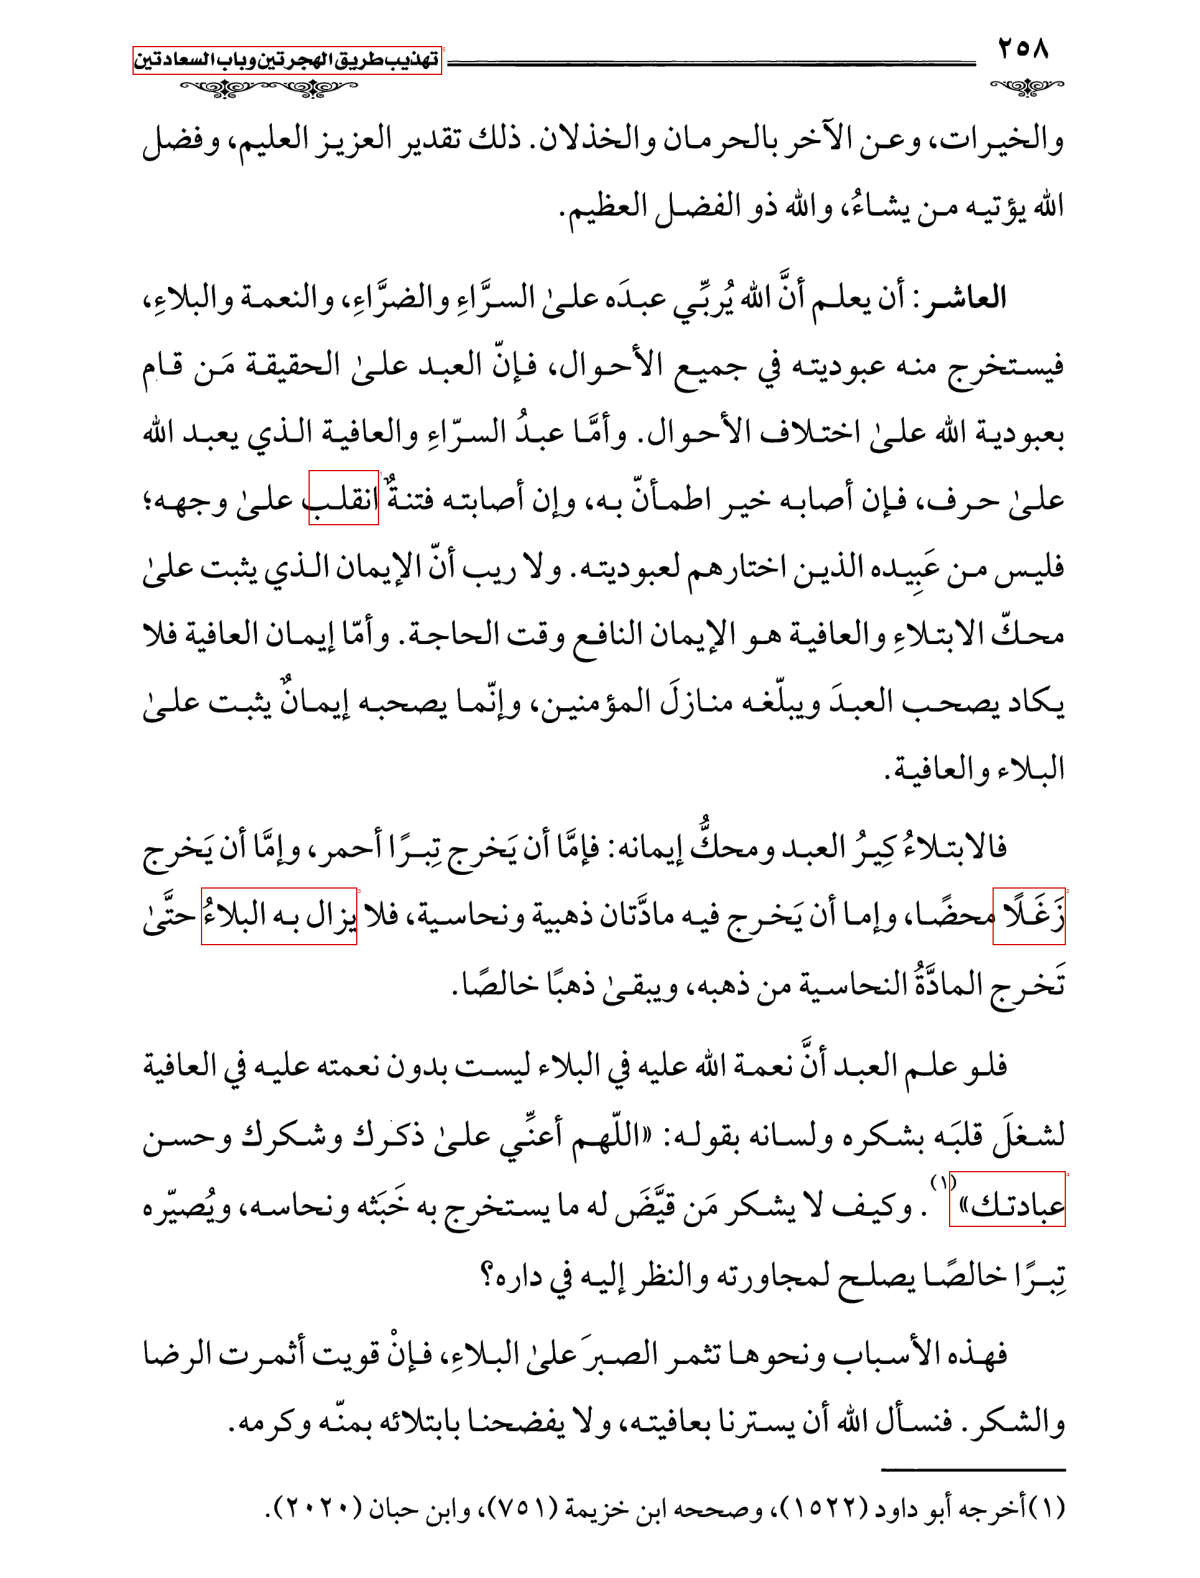 ٢٥٨
تهذيب طريق الهجرتين وباب السعادتين
والخيرات، وعن الآخر بالحرمان والخذلان. ذلك تقدير العزيز العليم، وفضل
الله يؤتيه من يشاءُ، والله ذو الفضل العظيم.
العاشر: أن يعلم أنَّ الله يُربِّي عبدَه علىٰ السرَّاءِ والضرَّاءِ، والنعمة والبلاءِ،
فيستخرج منه عبوديته في جميع الأحوال، فإنّ العبد علىٰ الحقيقة مَن قام
بعبودية الله علىٰ اختلاف الأحوال. وأمَّا عبدُ السرّاءِ والعافية الذي يعبد الله
علىٰ حرف، فإن أصابه خير اطمأنّ به، وإن أصابته فتنةٌ انقلب علىٰ وجهه؛
فليس من عَبِيده الذين اختارهم لعبوديته. ولا ريب أنّ الإيمان الذي يثبت علىٰ
محكّ الابتلاءِ والعافية هو الإيمان النافع وقت الحاجة. وأمّا إيمان العافية فلا
يكاد يصحب العبدَ ويبلّغه منازلَ المؤمنين، وإنّما يصحبه إيمانٌ يثبت علىٰ
البلاء والعافية.
فالابتلاءُ كِيرُ العبد ومحكُّ إيمانه: فإمَّا أن يَخرج تِبرًا أحمر، وإمَّا أن يَخرج
زَغَلًا محضًا، وإما أن يَخرج فيه مادَّتان ذهبية ونحاسية، فلا يزال به البلاءُ حتَّىٰ
تَخرج المادَّةُ النحاسية من ذهبه، ويبقىٰ ذهبًا خالصًا.
فلو علم العبد أنَّ نعمة الله عليه في البلاء ليست بدون نعمته عليه في العافية
لشغلَ قلبَه بشكره ولسانه بقوله: «اللّهم أعنِّي علىٰ ذكرك وشكرك وحسن
عبادتك»(١). وكيف لا يشكر مَن قيَّضَ له ما يستخرج به خَبَثه ونحاسه، ويُصيّره
تِبرًا خالصًا يصلح لمجاورته والنظر إليه في داره؟
فهذه الأسباب ونحوها تثمر الصبرَ علىٰ البلاءِ، فإنْ قويت أثمرت الرضا
والشكر. فنسأل الله أن يسترنا بعافيته، ولا يفضحنا بابتلائه بمنّه وكرمه.
(١) أخرجه أبو داود (١٥٢٢)، وصححه ابن خزيمة (٧٥١)، وابن حبان (٢٠٢٠).